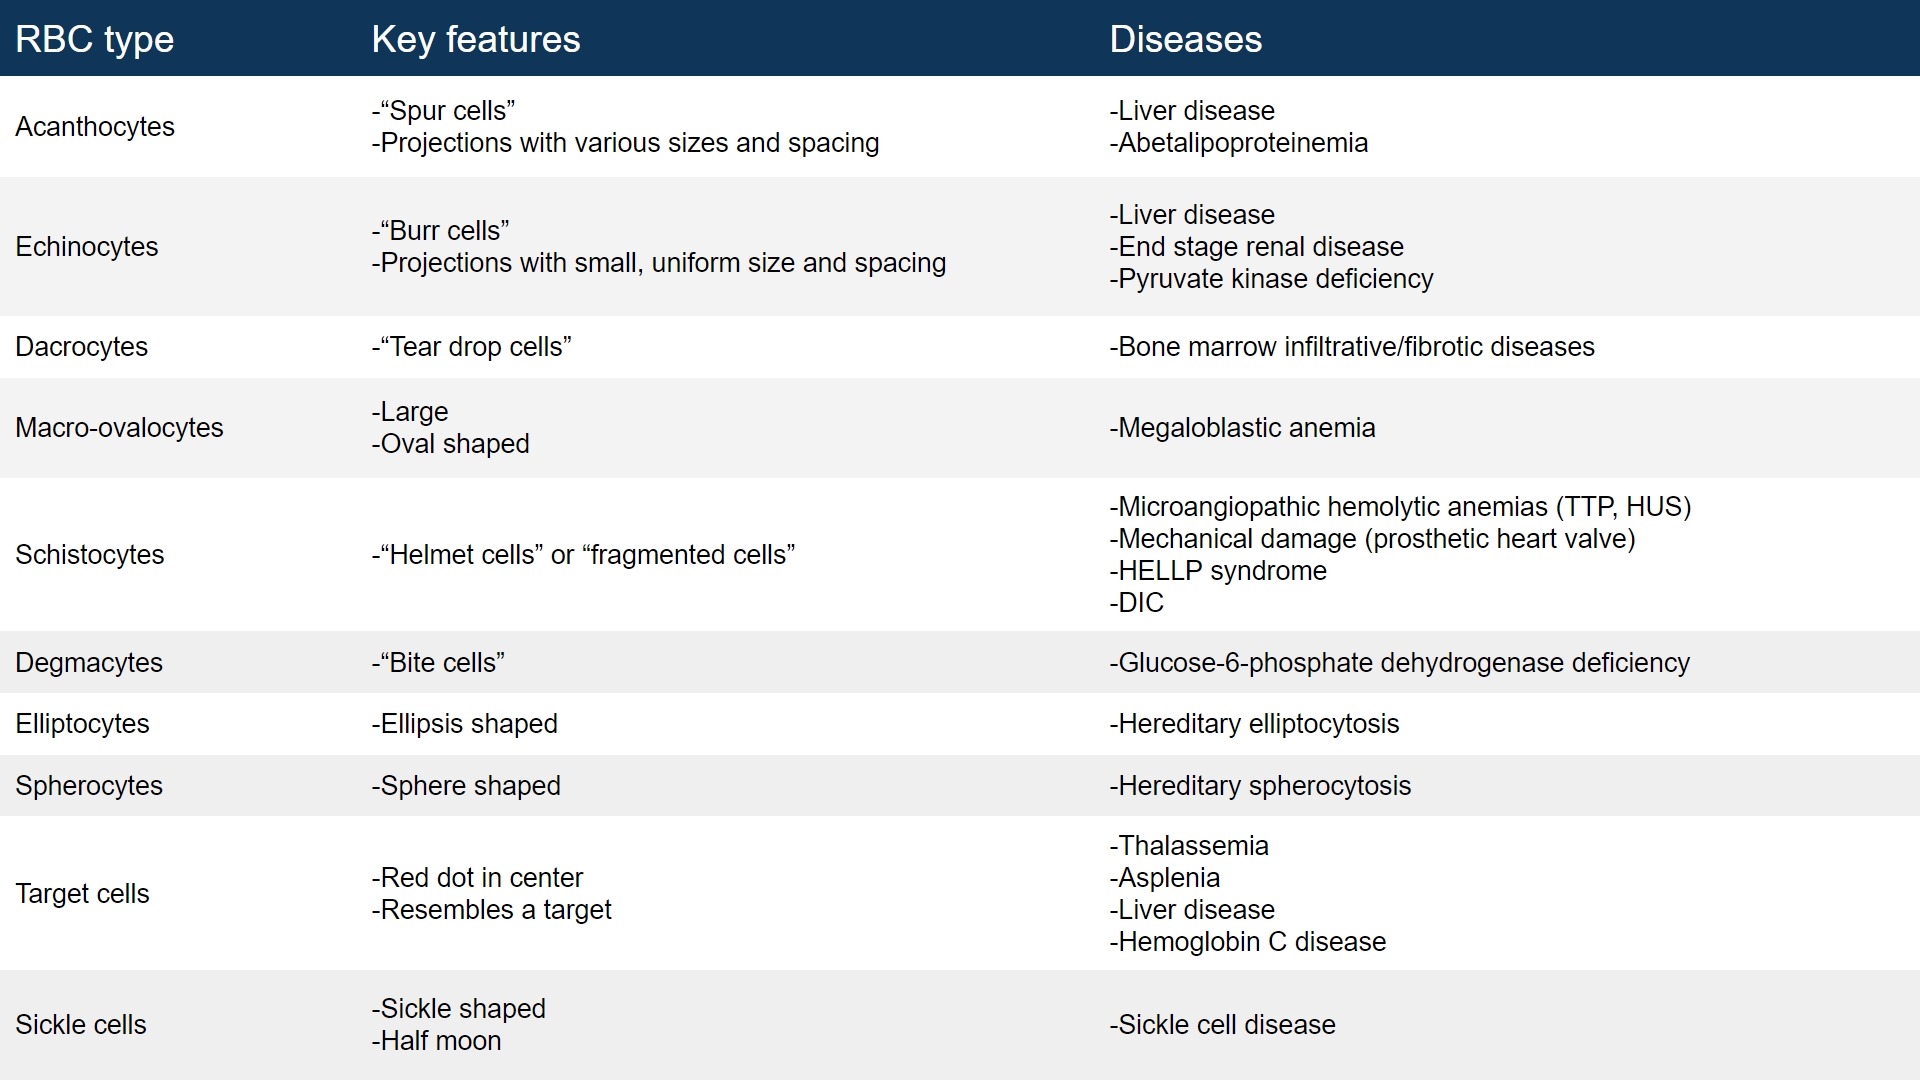 RBC type Key features Diseases
Acanthocytes
-“Spur cells”
-Projections with various sizes and spacing
-Liver disease
-Abetalipoproteinemia
Echinocytes
-“Burr cells”
-Projections with small, uniform size and spacing
-Liver disease
-End stage renal disease
-Pyruvate kinase deficiency
Dacrocytes
-“Tear drop cells”
-Bone marrow infiltrative/fibrotic diseases
Macro-ovalocytes
-Large
-Oval shaped
-Megaloblastic anemia
Schistocytes
-“Helmet cells” or “fragmented cells”
-Microangiopathic hemolytic anemias (TTP, HUS)
-Mechanical damage (prosthetic heart valve)
-HELLP syndrome
-DIC
Degmacytes
-“Bite cells”
-Glucose-6-phosphate dehydrogenase deficiency
Elliptocytes
-Ellipsis shaped
-Hereditary elliptocytosis
Spherocytes
-Sphere shaped
-Hereditary spherocytosis
Target cells
-Red dot in center
-Resembles a target
-Thalassemia
-Asplenia
-Liver disease
-Hemoglobin C disease
Sickle cells
-Sickle shaped
-Half moon
-Sickle cell disease